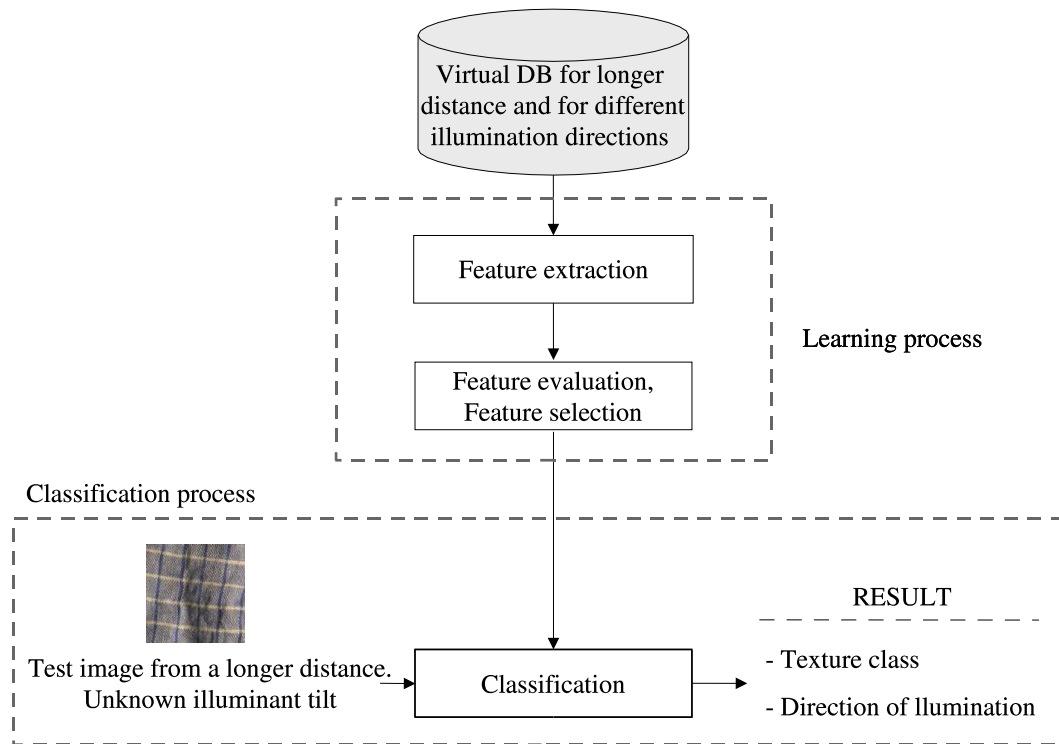 Virtual DB for longer
distance and for different
illumination directions
Feature extraction
Learning process
Feature evaluation,
Feature selection
Classification process
RESULT
Test image from a longer distance.
Unknown illuminant tilt
Classification
- Texture class
- Direction of llumination